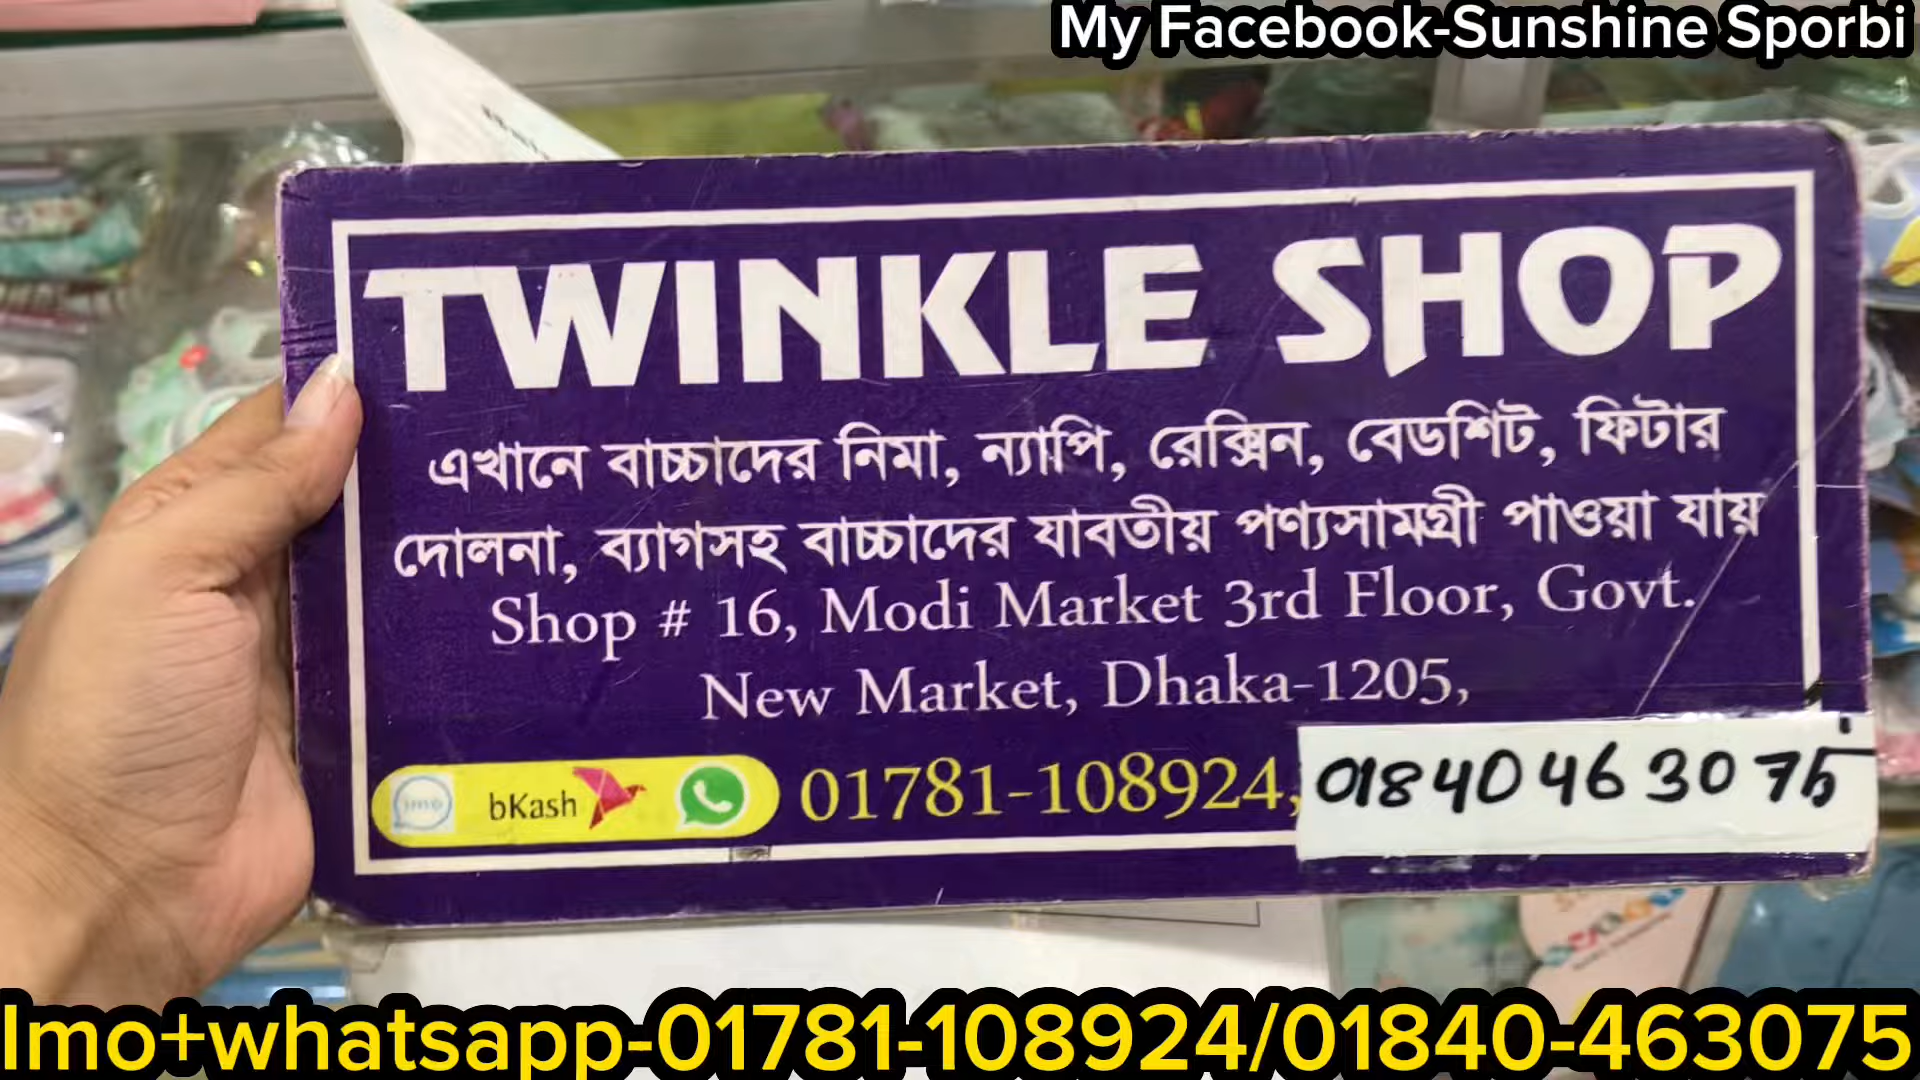 My Facebook-Sunshine Sporbi
TWINKLE SHOP
এখানে বাচ্চাদের নিমা, ন্যাপি, রেক্সিন, বেডশিট, ফিটার
দোলনা, ব্যাগসহ বাচ্চাদের যাবতীয় পণ্যসামগ্রী পাওয়া যায়
Shop # 16, Modi Market 3rd Floor, Govt.
New Market, Dhaka-1205,
imo bKash 01781-108924, 01840463075
Imo+whatsapp-01781-108924/01840-463075